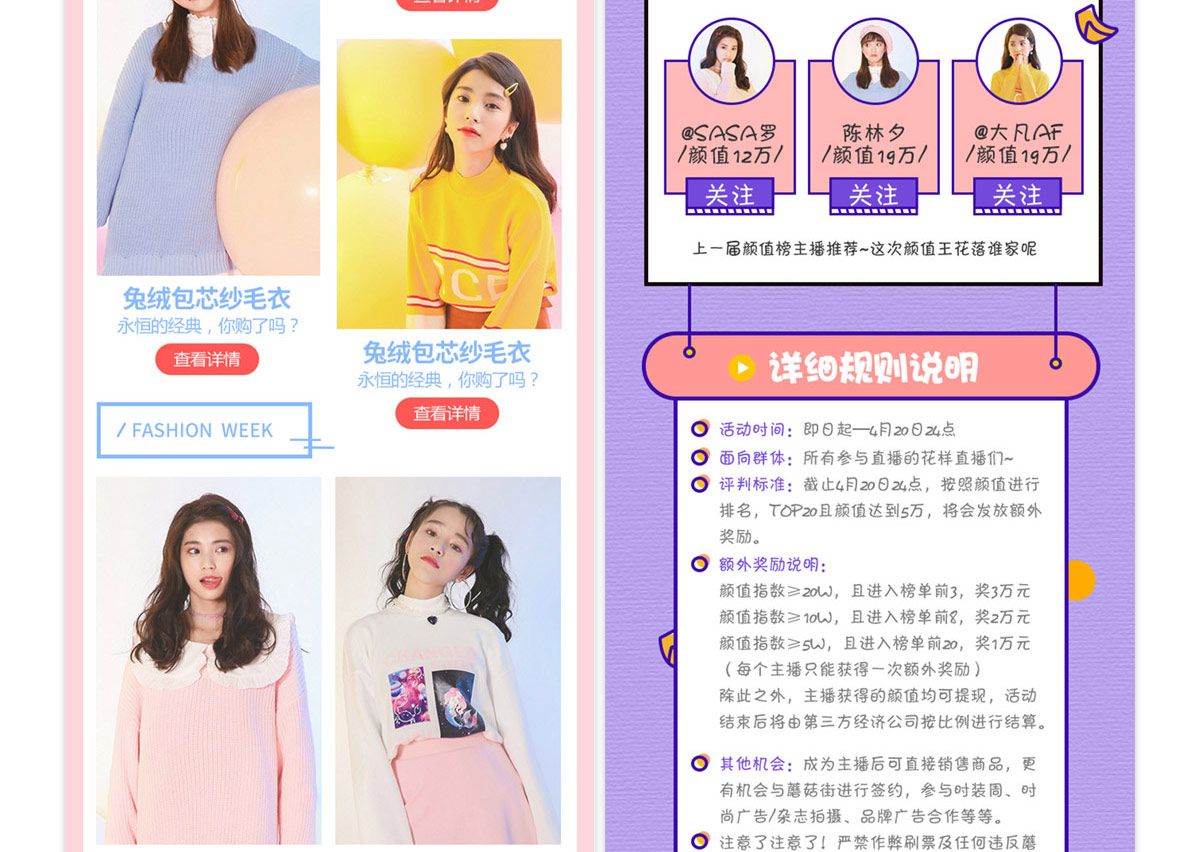 查看详情
兔绒包芯纱毛衣
永恒的经典，你购了吗？
查看详情
兔绒包芯纱毛衣
永恒的经典，你购了吗？
查看详情
/ FASHION WEEK
@SASA罗
/颜值12万/
关注
陈林夕
/颜值19万/
关注
@大凡AF
/颜值19万/
关注
上一届颜值榜主播推荐~这次颜值王花落谁家呢
详细规则说明
活动时间：即日起—4月20日24点
面向群体：所有参与直播的花样直播们~
评判标准：截止4月20日24点，按照颜值进行
排名，TOP20且颜值达到5万，将会发放额外
奖励。
额外奖励说明：
颜值指数≥20W，且进入榜单前3，奖3万元
颜值指数≥10W，且进入榜单前8，奖2万元
颜值指数≥5W，且进入榜单前20，奖1万元
（每个主播只能获得一次额外奖励）
除此之外，主播获得的颜值均可提现，活动
结束后将由第三方经济公司按比例进行结算。
其他机会：成为主播后可直接销售商品，更
有机会与蘑菇街进行签约，参与时装周、时
尚广告/杂志拍摄、品牌广告合作等等。
注意了注意了！严禁作弊刷票及任何违反蘑